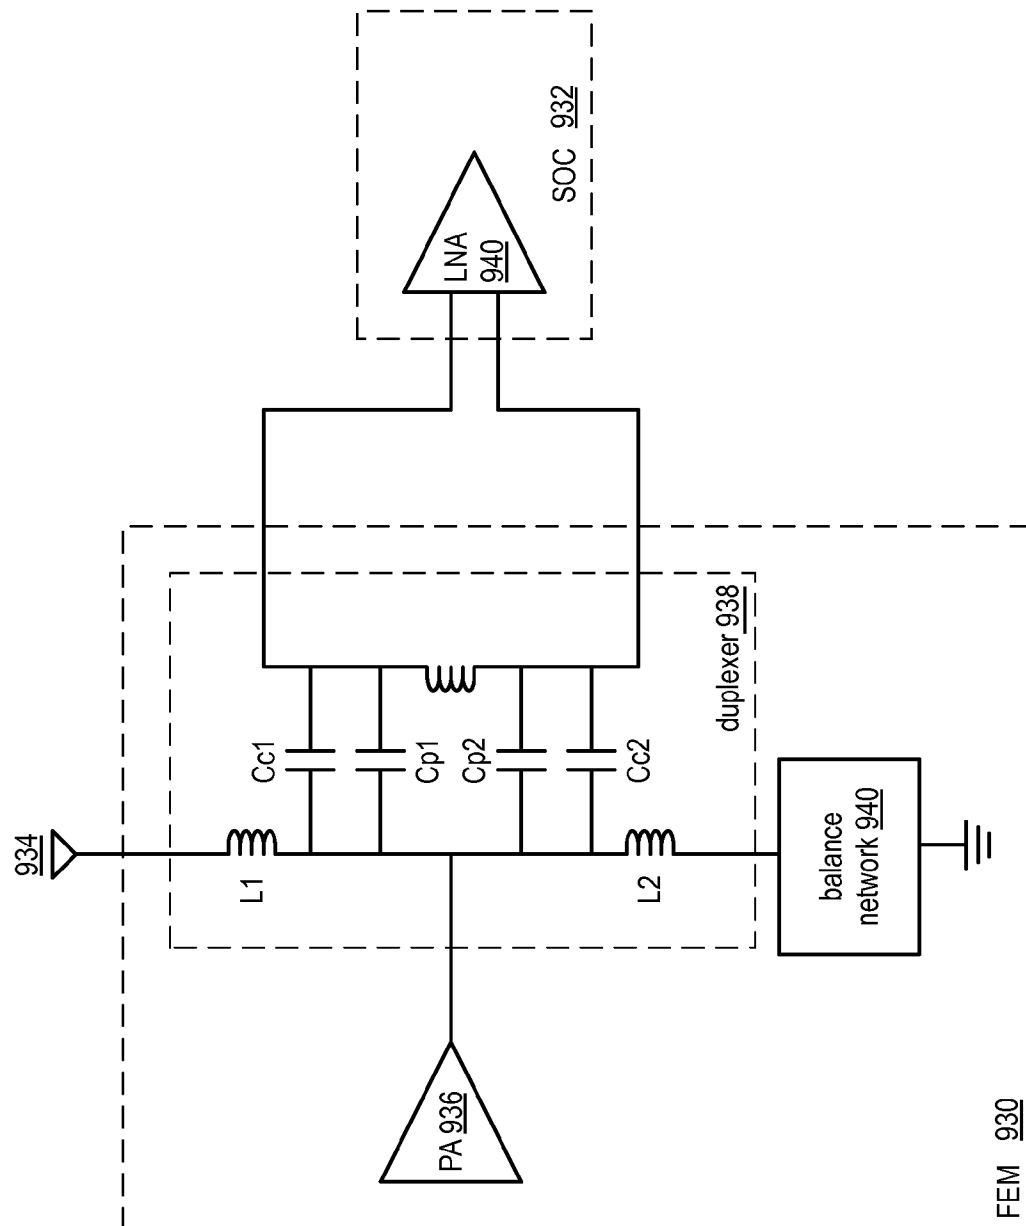 934
L1
Cc1
Cp1
Cp2
Cc2
L2
duplexer 938
PA 936
balance
network 940
LNA
940
SOC 932
FEM 930